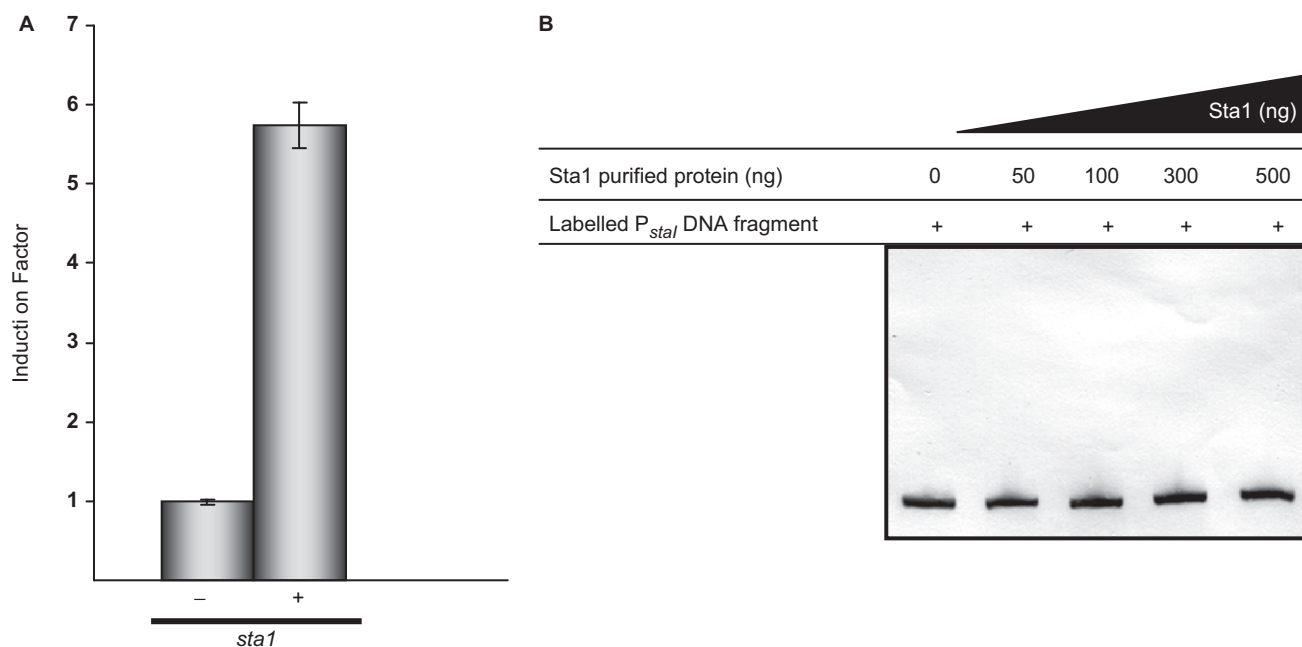 A
7
6
5
4
3
2
1
Inducti on Factor
– +
sta1
B
Sta1 (ng)
Sta1 purified protein (ng) 0 50 100 300 500
Labelled PstaI DNA fragment + + + + +